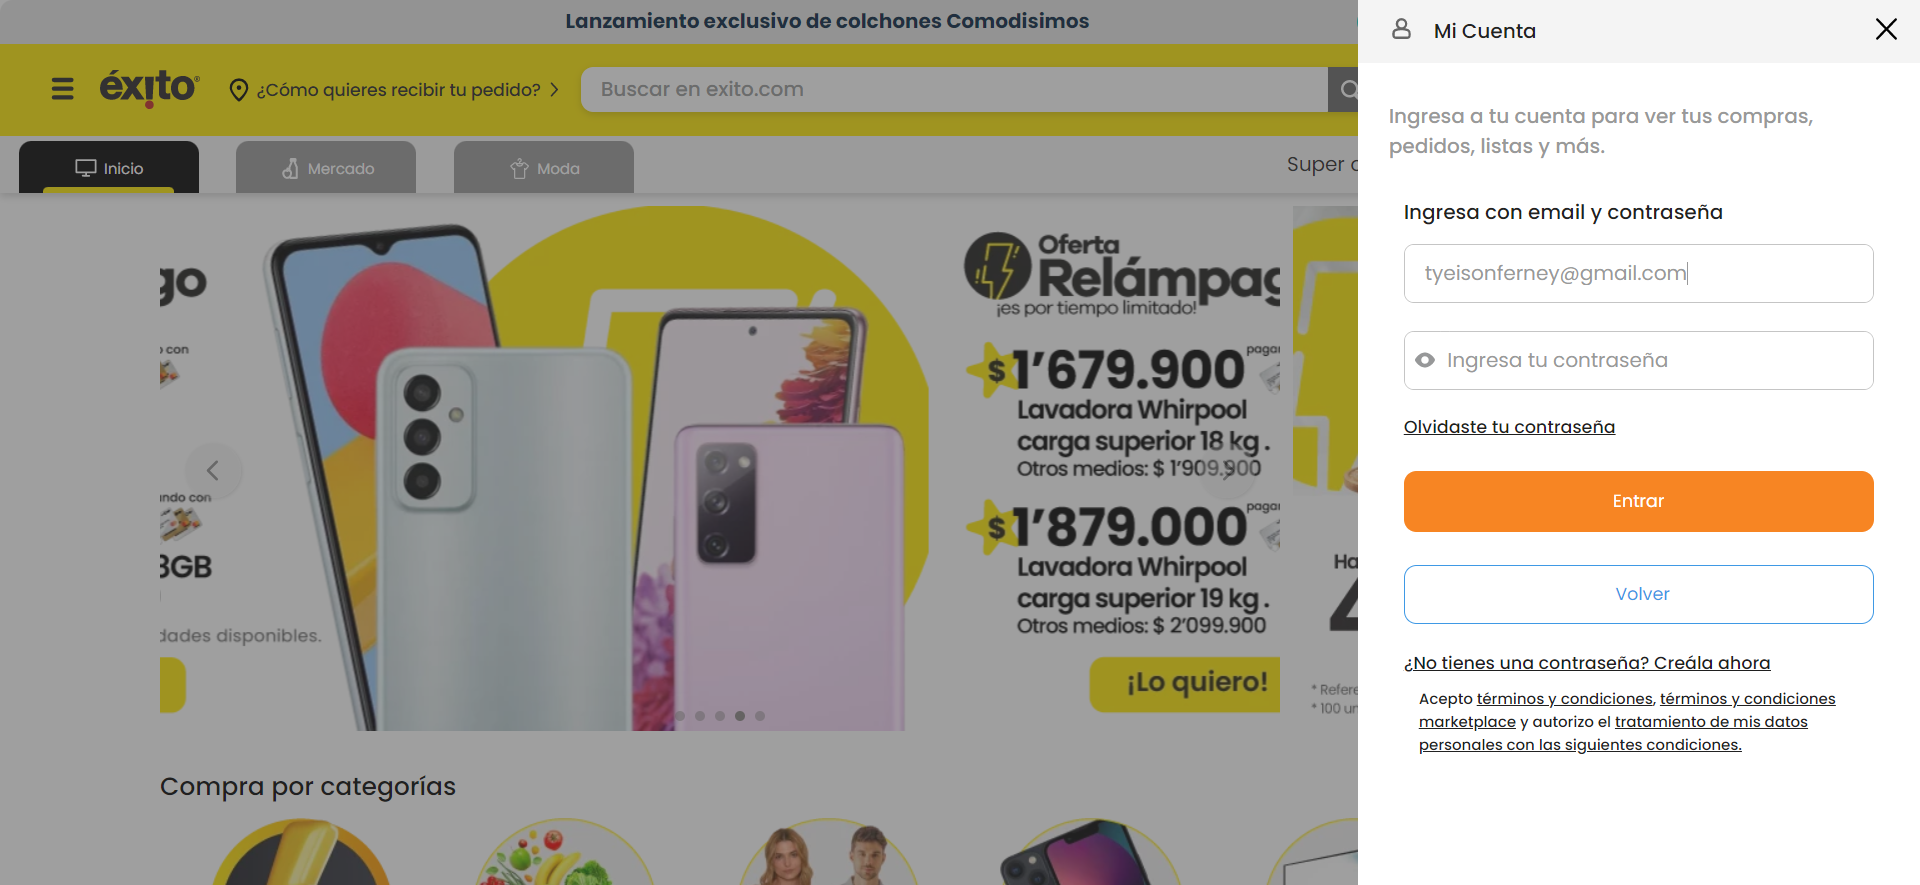 Lanzamiento exclusivo de colchones Comodisimos
éxito
¿Cómo quieres recibir tu pedido?
Buscar en exito.com
Inicio
Mercado
Moda
Super
go
con
ndo con
3GB
dades disponibles.
Oferta
Relámpag
¡es por tiempo limitado!
$1'679.900
Lavadora Whirpool
carga superior 18 kg.
Otros medios: $ 1'909.900
$1'879.000
Lavadora Whirpool
carga superior 19 kg.
Otros medios: $ 2'099.900
¡Lo quiero!
Ha
4
* Refere
* 100 un
Compra por categorías
Mi Cuenta
Ingresa a tu cuenta para ver tus compras,
pedidos, listas y más.
Ingresa con email y contraseña
tyeisonferney@gmail.com
Ingresa tu contraseña
Olvidaste tu contraseña
Entrar
Volver
¿No tienes una contraseña? Creála ahora
Acepto términos y condiciones, términos y condiciones
marketplace y autorizo el tratamiento de mis datos
personales con las siguientes condiciones.